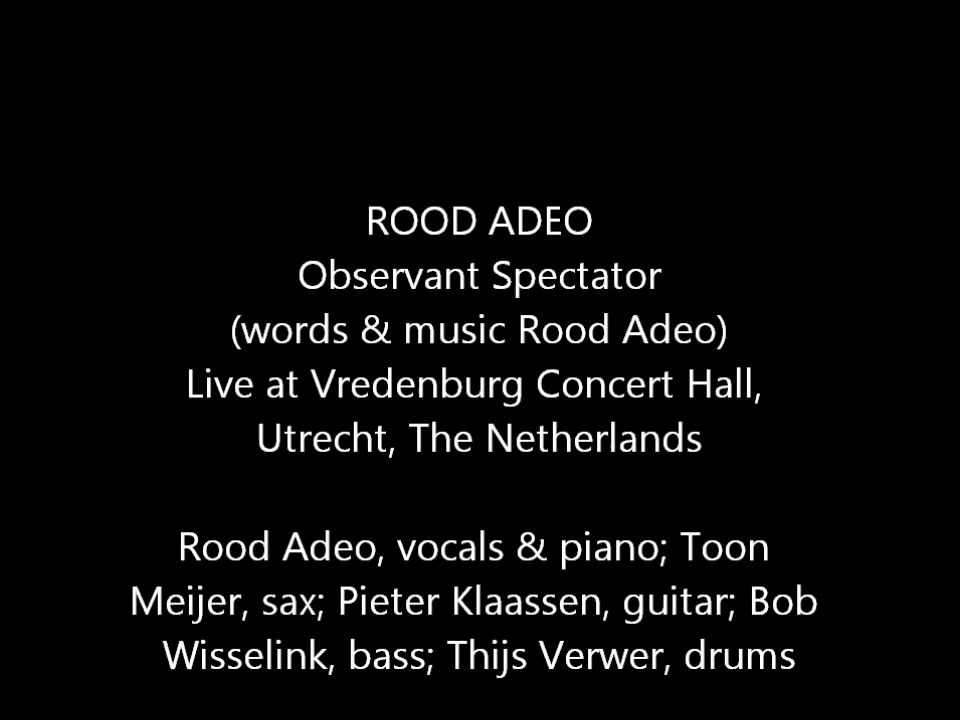 ROOD ADEO
Observant Spectator
(words & music Rood Adeo)
Live at Vredenburg Concert Hall,
Utrecht, The Netherlands
Rood Adeo, vocals & piano; Toon
Meijer, sax; Pieter Klaassen, guitar; Bob
Wisselink, bass; Thijs Verwer, drums